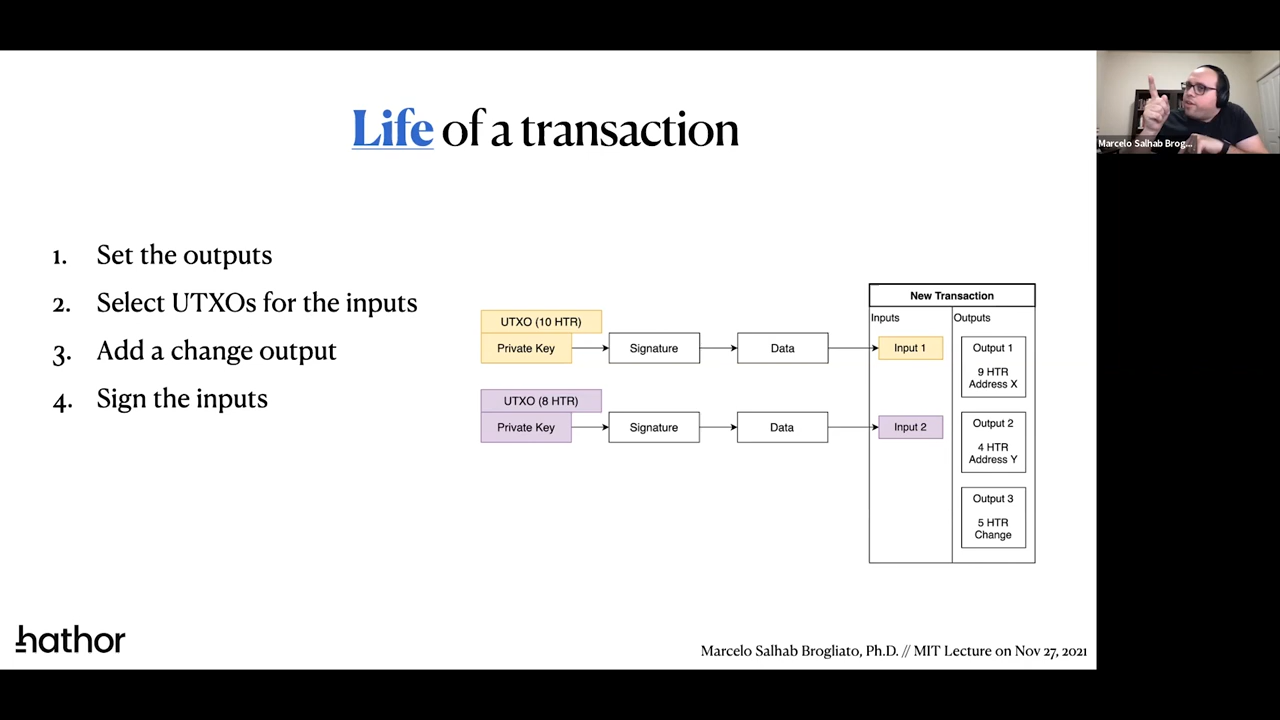 Life of a transaction
Marcelo Salhab Brog...
1. Set the outputs
2. Select UTXOs for the inputs
3. Add a change output
4. Sign the inputs
UTXO (10 HTR)
Private Key
Signature
Data
UTXO (8 HTR)
Private Key
Signature
Data
New Transaction
Inputs
Outputs
Input 1
Input 2
Output 1
9 HTR
Address X
Output 2
4 HTR
Address Y
Output 3
5 HTR
Change
hathor
Marcelo Salhab Brogliato, Ph.D. // MIT Lecture on Nov 27, 2021